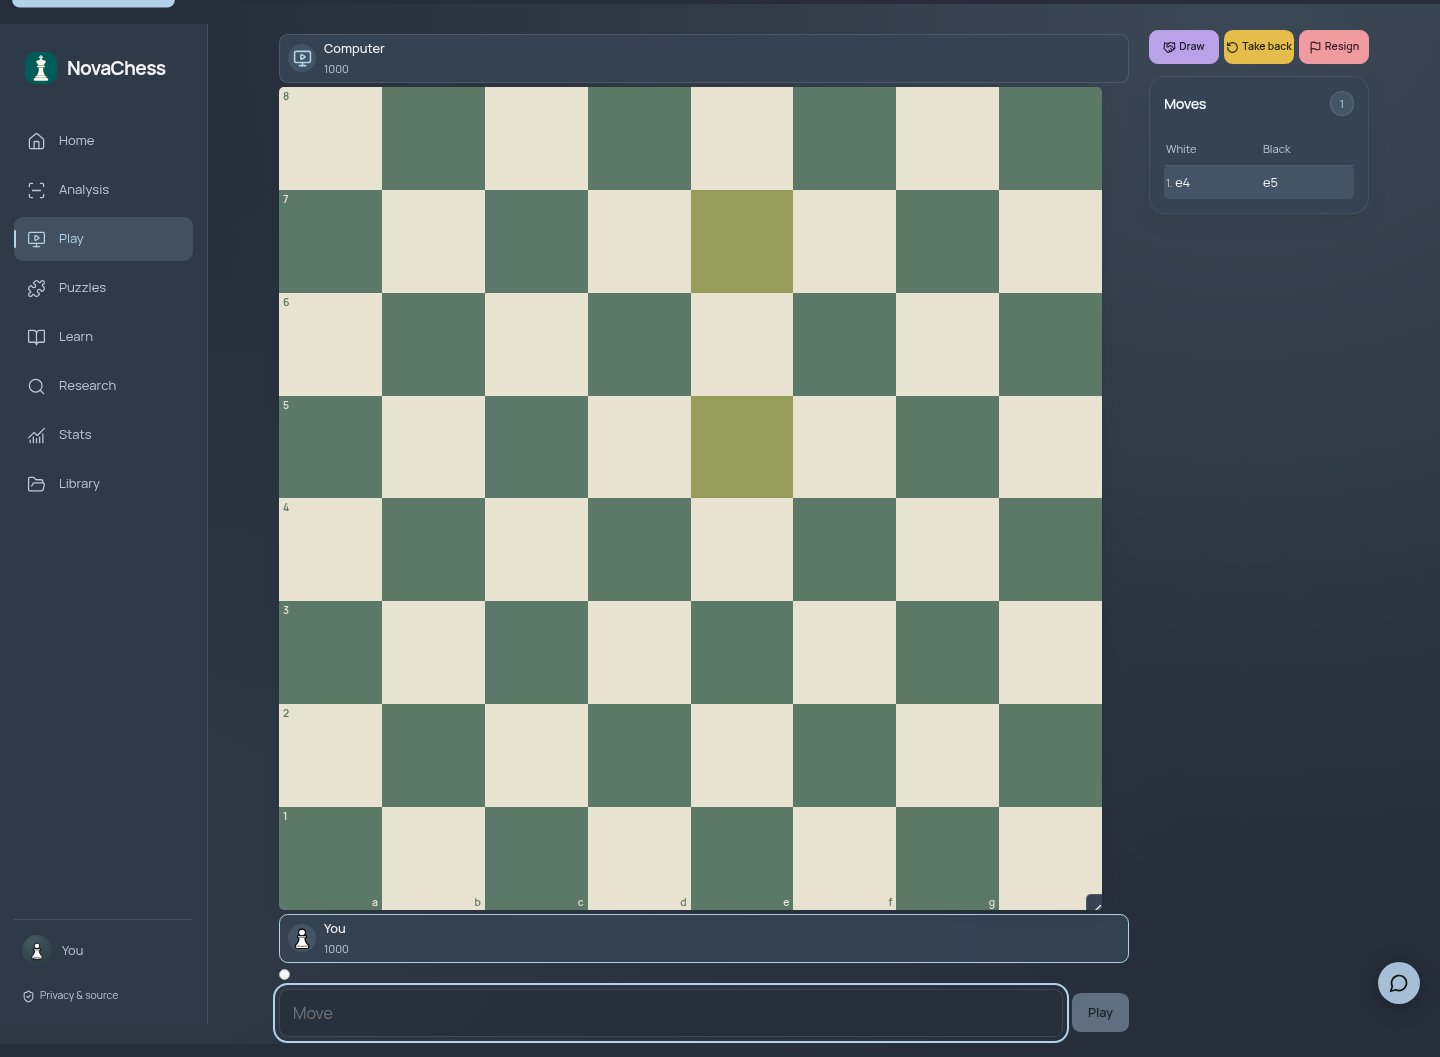 NovaChess
Home
Analysis
Play
Puzzles
Learn
Research
Stats
Library
You
Privacy & source
Computer
1000
8
7
6
5
4
3
2
1
a b c d e f g
You
1000
Move
Play
Draw
Take back
Resign
Moves 1
White Black
1. e4 e5